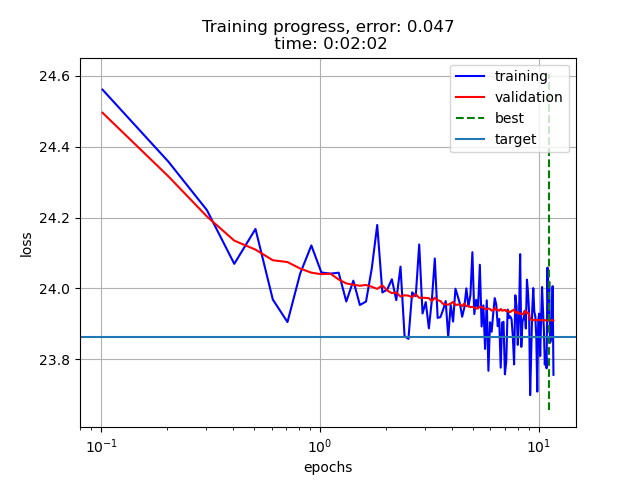 Training progress, error: 0.047
time: 0:02:02
24.6
24.4
24.2
24.0
23.8
loss
training
validation
best
target
10⁻¹
10⁰
10¹
epochs